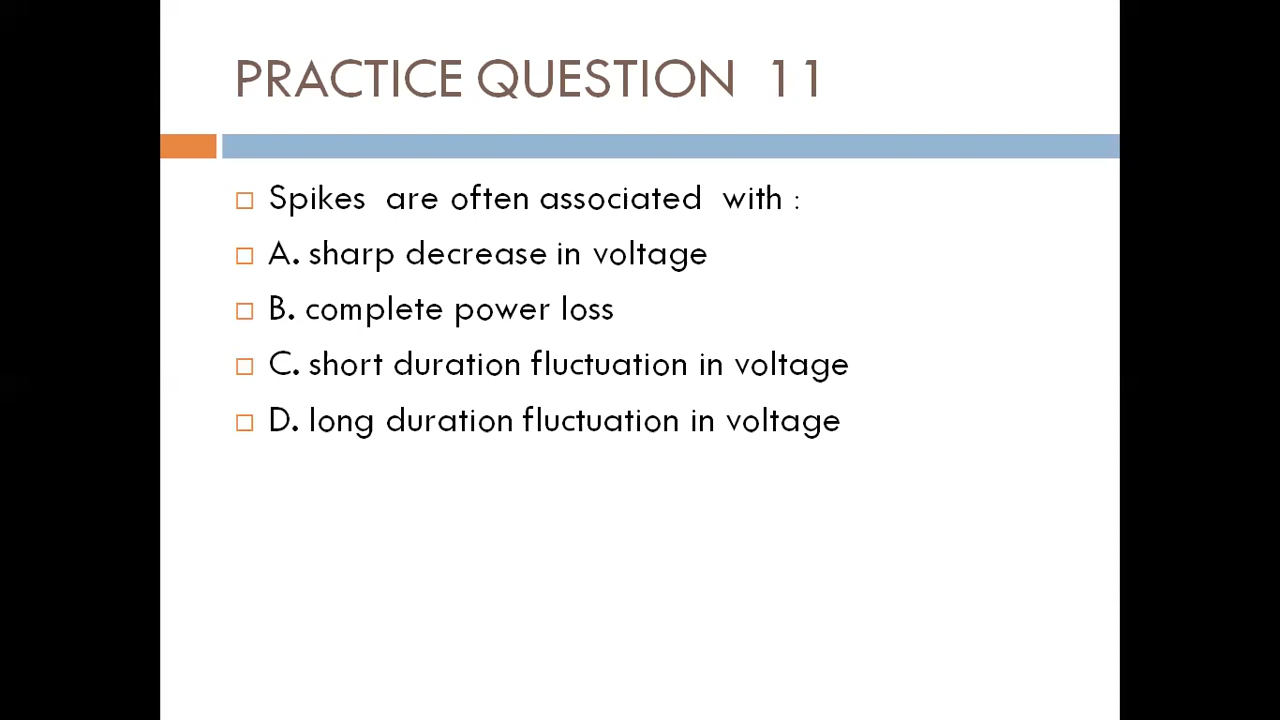 PRACTICE QUESTION 11
Spikes are often associated with :
A. sharp decrease in voltage
B. complete power loss
C. short duration fluctuation in voltage
D. long duration fluctuation in voltage